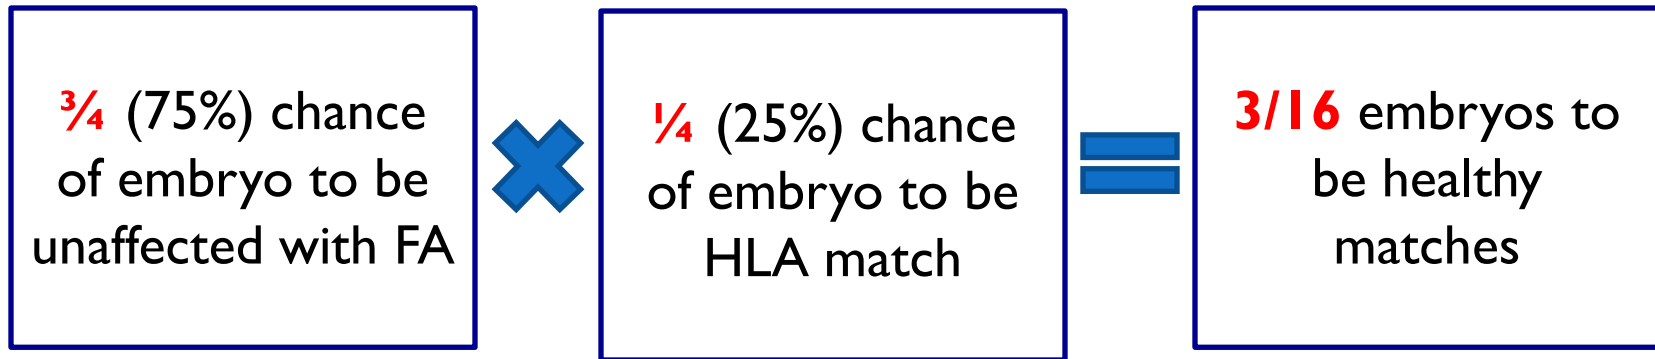 ¾ (75%) chance
of embryo to be
unaffected with FA
¼ (25%) chance
of embryo to be
HLA match
3/16 embryos to
be healthy
matches